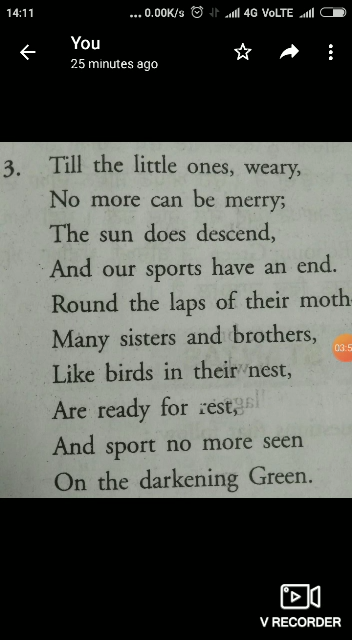 14:11 ... 0.00K/s 4G VoLTE
You
25 minutes ago
3. Till the little ones, weary,
No more can be merry;
The sun does descend,
And our sports have an end.
Round the laps of their moth
Many sisters and brothers,
Like birds in their nest,
Are ready for rest,
And sport no more seen
On the darkening Green.
03:5
V RECORDER